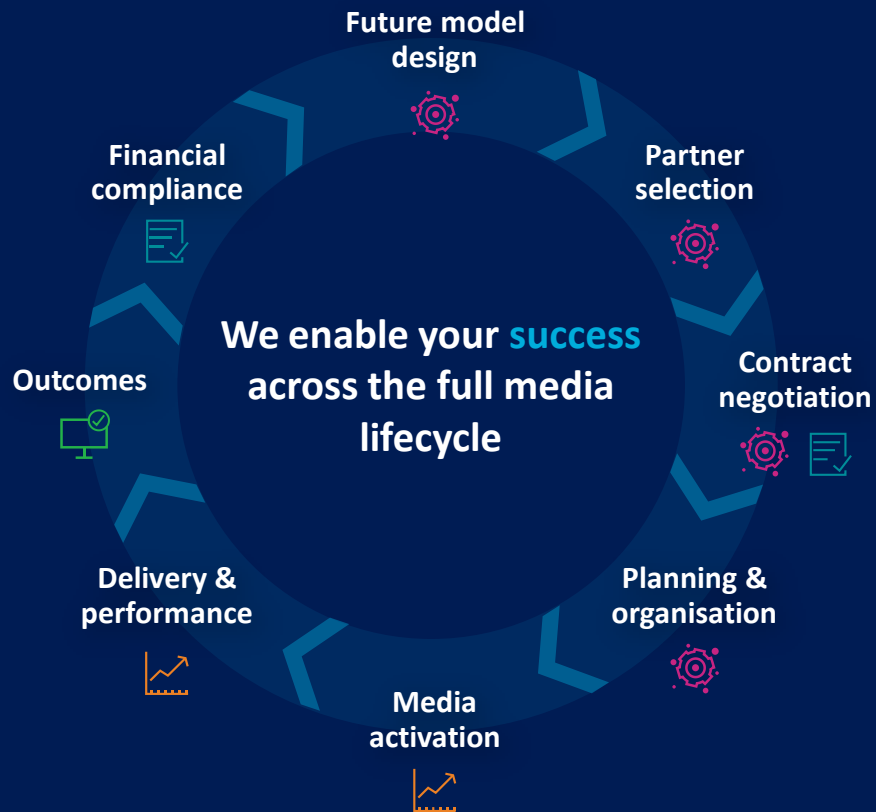 Future model
design
Partner
selection
Contract
negotiation
Planning &
organisation
Media
activation
Delivery &
performance
Outcomes
Financial
compliance
We enable your success
across the full media
lifecycle